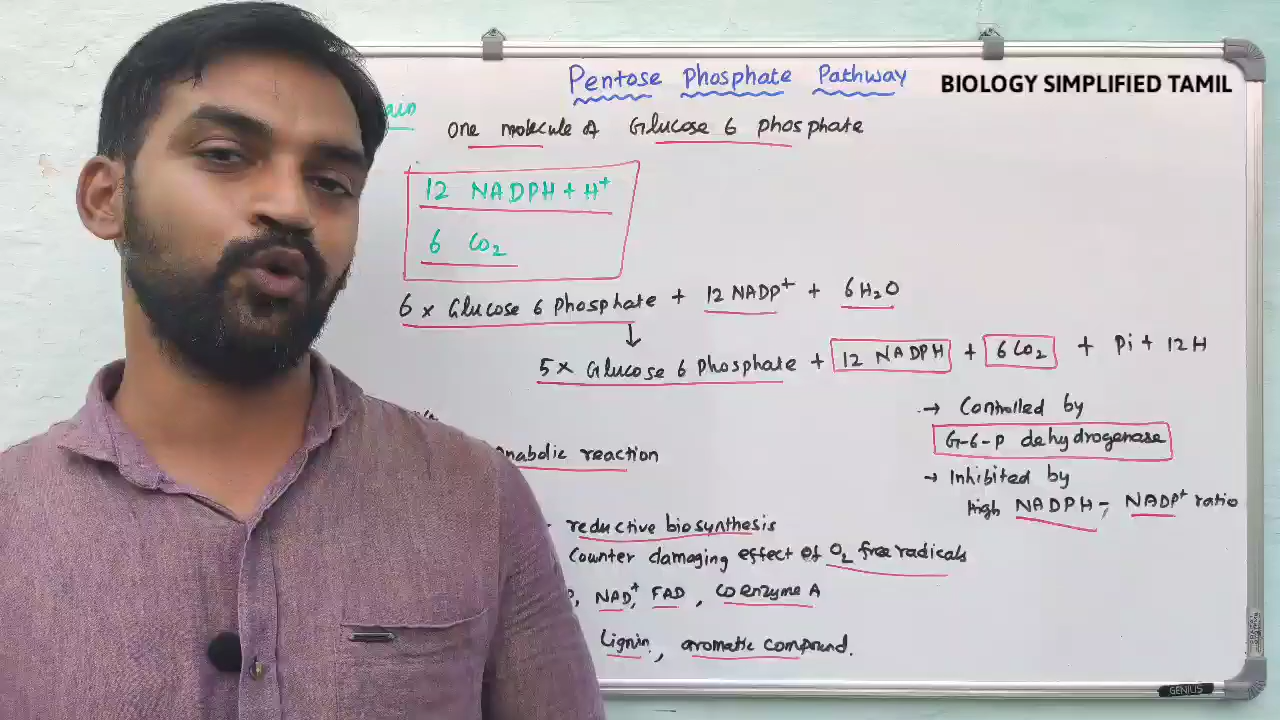 Pentose Phosphate Pathway
BIOLOGY SIMPLIFIED TAMIL
One molecule of Glucose 6 phosphate
12 NADPH + H⁺
6 CO₂
6 x Glucose 6 Phosphate + 12 NADP⁺ + 6 H₂O
↓
5 x Glucose 6 Phosphate + 12 NADPH + 6 CO₂ + Pi + 12H
→ Controlled by
G-6-P dehydrogenase
→ Inhibited by
high NADPH - NADP⁺ ratio
reaction
reductive biosynthesis
Counter damaging effect of O₂ free radicals
NAD⁺, FAD, Coenzyme A
Lignin, aromatic compound.
GENIUS